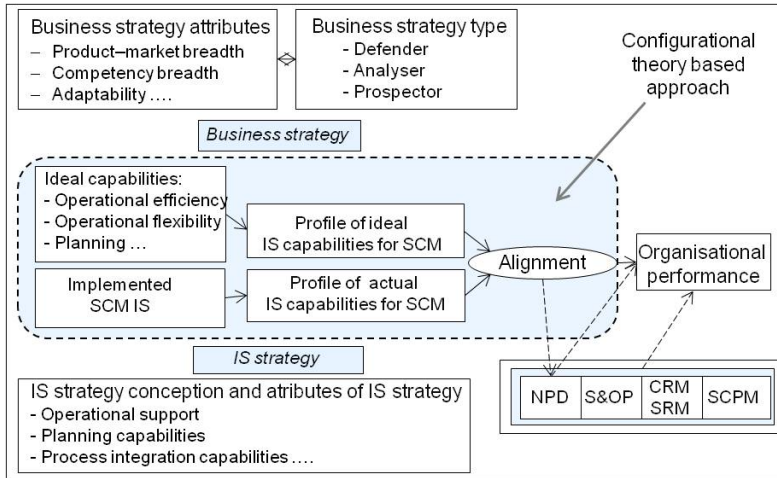 Business strategy attributes
– Product–market breadth
– Competency breadth
– Adaptability ....
Business strategy type
- Defender
- Analyser
- Prospector
Configurational
theory based
approach
Business strategy
Ideal capabilities:
- Operational efficiency
- Operational flexibility
- Planning ...
Profile of ideal
IS capabilities for SCM
Implemented
SCM IS
Profile of actual
IS capabilities for SCM
Alignment
Organisational
performance
IS strategy
IS strategy conception and atributes of IS strategy
- Operational support
- Planning capabilities
- Process integration capabilities ....
NPD
S&OP
CRM
SRM
SCPM